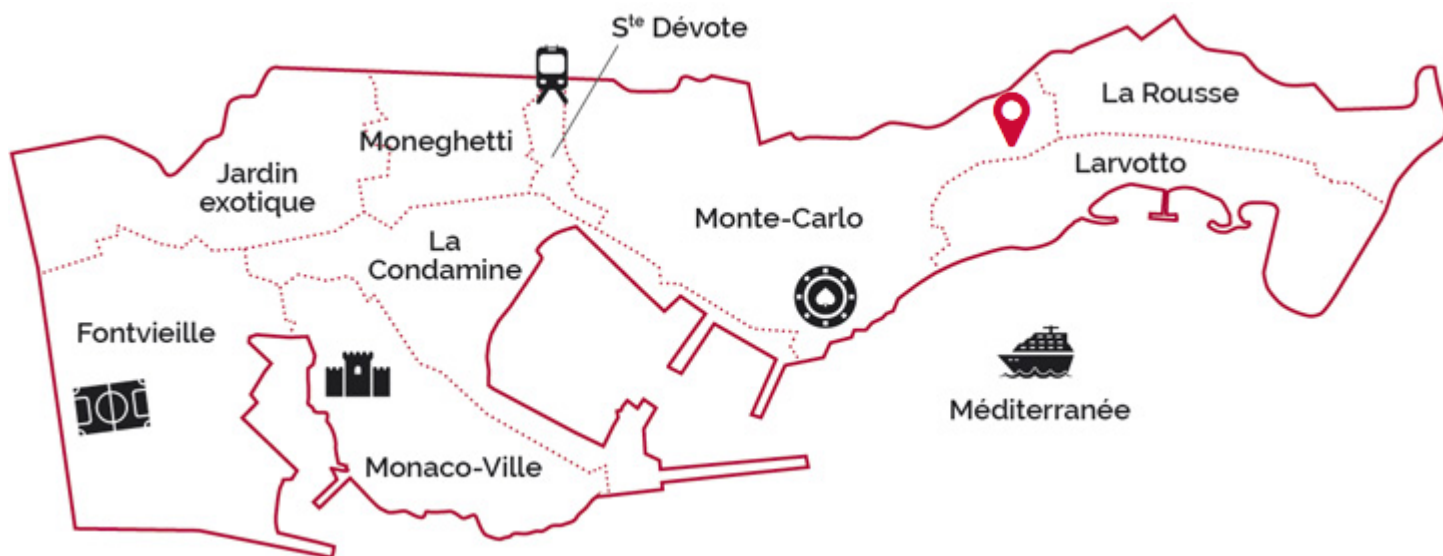 Sᵗᵉ Dévote
La Rousse
Moneghetti
Larvotto
Jardin
exotique
Monte-Carlo
La
Condamine
Fontvieille
Méditerranée
Monaco-Ville